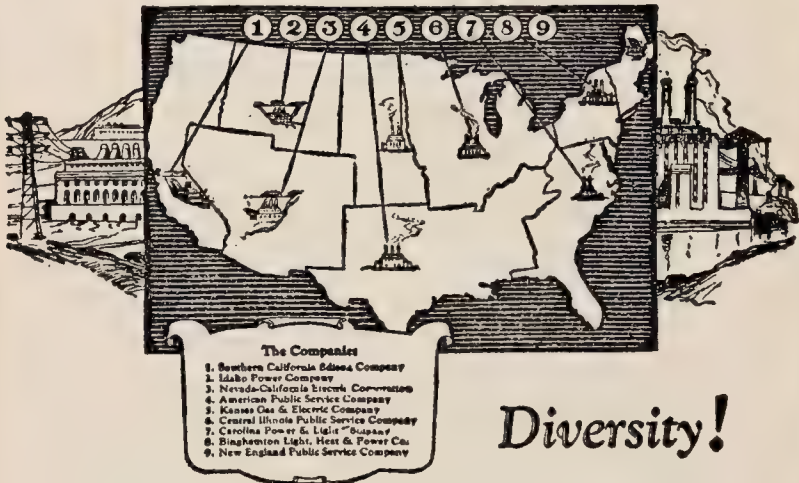 1 2 3 4 5 6 7 8 9
The Companies
1. Southern California Edison Company
2. Idaho Power Company
3. Nevada-California Electric Corporation
4. American Public Service Company
5. Kansas Gas & Electric Company
6. Central Illinois Public Service Company
7. Carolina Power & Light Company
8. Binghamton Light, Heat & Power Co.
9. New England Public Service Company
Diversity!